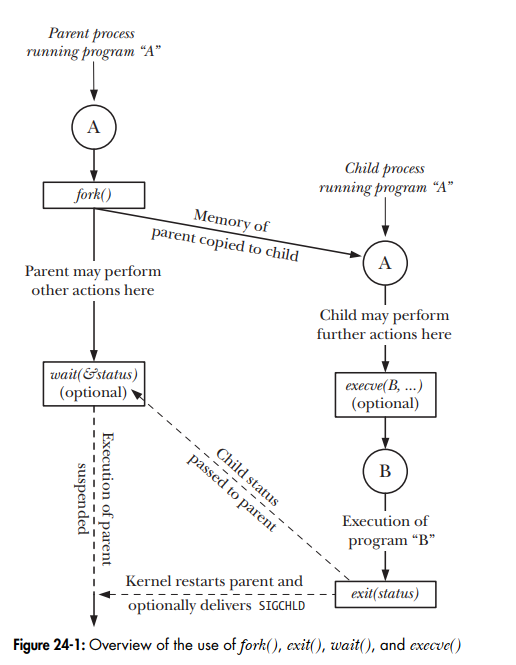 Parent process
running program “A”
A
fork()
Memory of
parent copied to child
Child process
running program “A”
A
Parent may perform
other actions here
Child may perform
further actions here
wait(&status)
(optional)
execve(B, ...)
(optional)
B
Execution of parent
suspended
Child status
passed to parent
Execution of
program “B”
exit(status)
Kernel restarts parent and
optionally delivers SIGCHLD
Figure 24-1: Overview of the use of fork(), exit(), wait(), and execve()